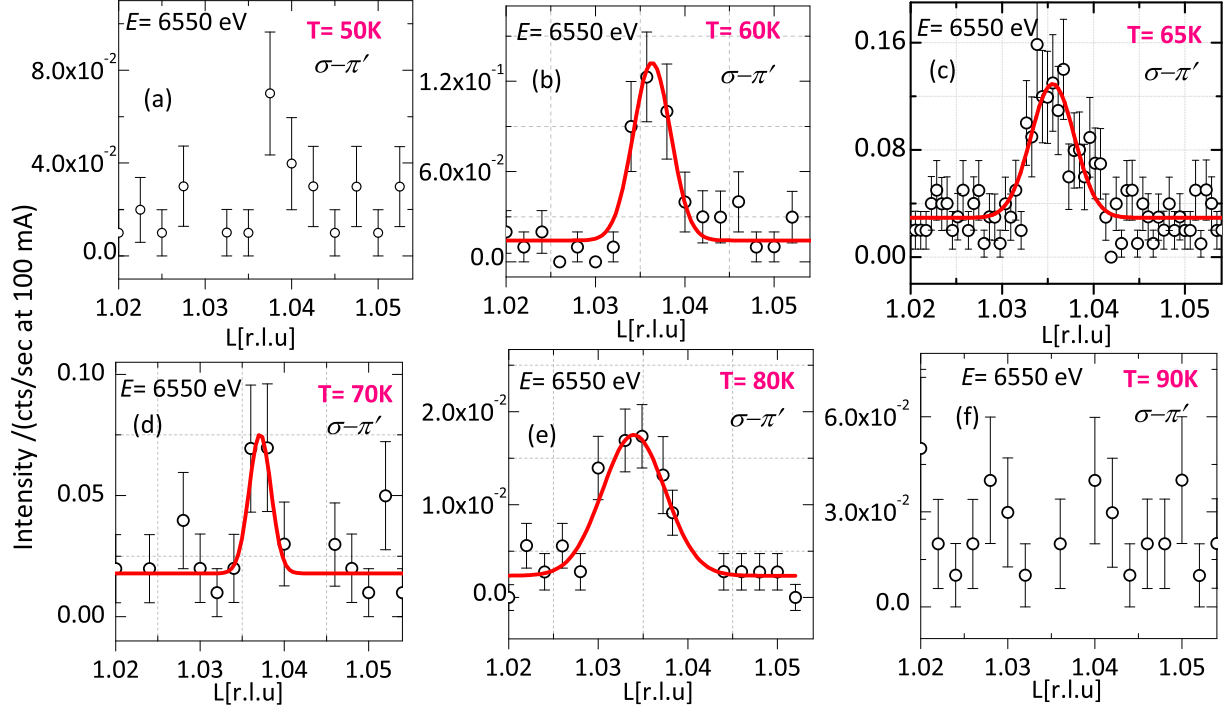 Intensity /(cts/sec at 100 mA)
E= 6550 eV
T= 50K
σ–π′
(a)
8.0x10⁻²
4.0x10⁻²
0.0
1.02 1.03 1.04 1.05
L[r.l.u]
E= 6550 eV
T= 60K
σ–π′
(b)
1.2x10⁻¹
6.0x10⁻²
0.0
1.02 1.03 1.04 1.05
L[r.l.u]
E= 6550 eV
T= 65K
σ–π′
(c)
0.16
0.08
0.00
1.02 1.03 1.04 1.05
L[r.l.u]
E= 6550 eV
T= 70K
σ–π′
(d)
0.10
0.05
0.00
1.02 1.03 1.04 1.05
L[r.l.u]
E= 6550 eV
T= 80K
σ–π′
(e)
2.0x10⁻²
1.0x10⁻²
0.0
1.02 1.03 1.04 1.05
L[r.l.u]
E= 6550 eV
T= 90K
σ–π′
(f)
6.0x10⁻²
3.0x10⁻²
0.0
1.02 1.03 1.04 1.05
L[r.l.u]